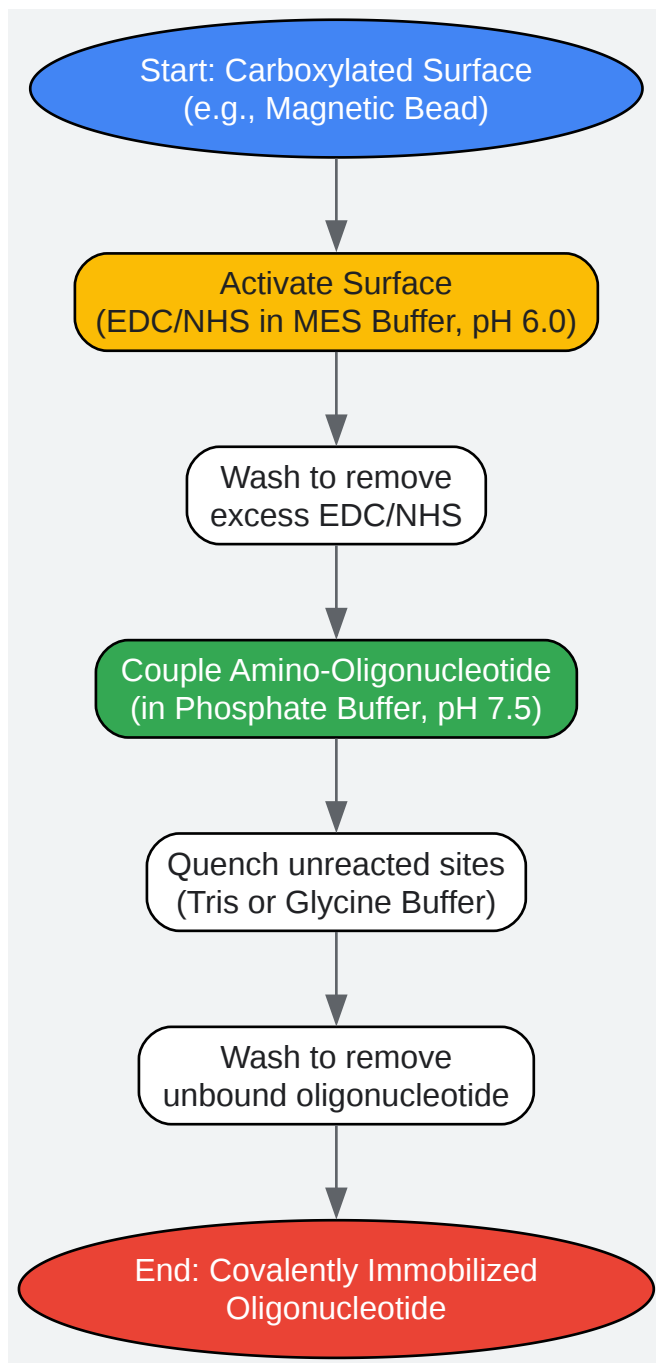 Start: Carboxylated Surface
(e.g., Magnetic Bead)
Activate Surface
(EDC/NHS in MES Buffer, pH 6.0)
Wash to remove
excess EDC/NHS
Couple Amino-Oligonucleotide
(in Phosphate Buffer, pH 7.5)
Quench unreacted sites
(Tris or Glycine Buffer)
Wash to remove
unbound oligonucleotide
End: Covalently Immobilized
Oligonucleotide